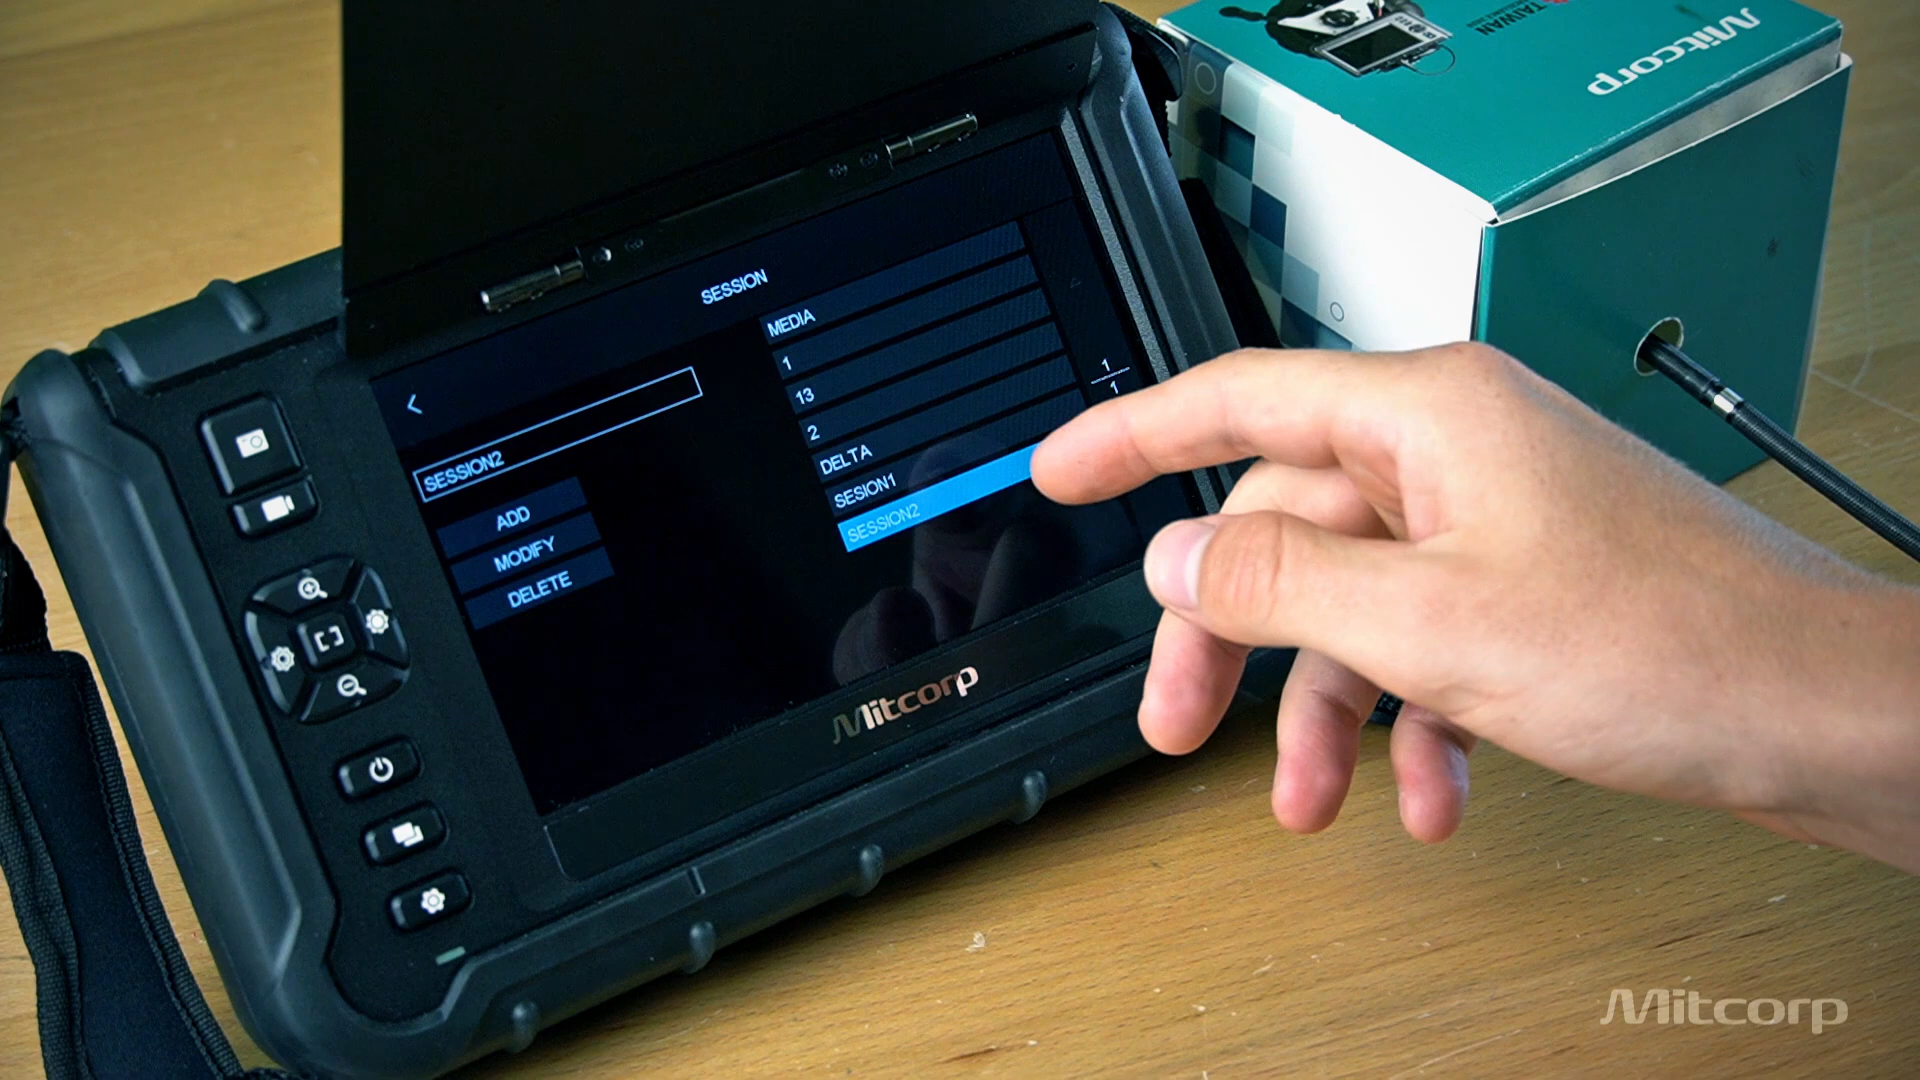 TAIWAN
Mitcorp
SESSION
<
SESSION2
ADD
MODIFY
DELETE
MEDIA
1
13
2
DELTA
SESION1
SESSION2
1
1
Mitcorp
Mitcorp